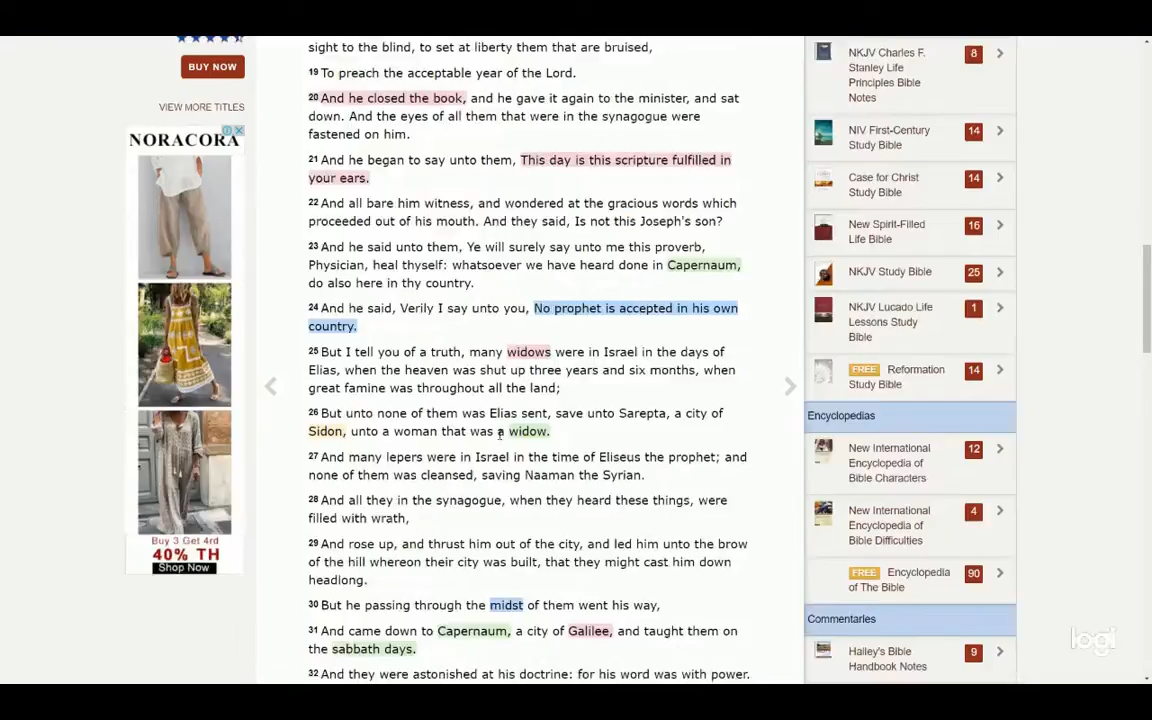 BUY NOW
VIEW MORE TITLES
NORACORA
Buy 3 Get 4rd
40% TH
Shop Now
sight to the blind, to set at liberty them that are bruised,
19 To preach the acceptable year of the Lord.
20 And he closed the book, and he gave it again to the minister, and sat
down. And the eyes of all them that were in the synagogue were
fastened on him.
21 And he began to say unto them, This day is this scripture fulfilled in
your ears.
22 And all bare him witness, and wondered at the gracious words which
proceeded out of his mouth. And they said, Is not this Joseph's son?
23 And he said unto them, Ye will surely say unto me this proverb,
Physician, heal thyself: whatsoever we have heard done in Capernaum,
do also here in thy country.
24 And he said, Verily I say unto you, No prophet is accepted in his own
country.
25 But I tell you of a truth, many widows were in Israel in the days of
Elias, when the heaven was shut up three years and six months, when
great famine was throughout all the land;
26 But unto none of them was Elias sent, save unto Sarepta, a city of
Sidon, unto a woman that was a widow.
27 And many lepers were in Israel in the time of Eliseus the prophet; and
none of them was cleansed, saving Naaman the Syrian.
28 And all they in the synagogue, when they heard these things, were
filled with wrath,
29 And rose up, and thrust him out of the city, and led him unto the brow
of the hill whereon their city was built, that they might cast him down
headlong.
30 But he passing through the midst of them went his way,
31 And came down to Capernaum, a city of Galilee, and taught them on
the sabbath days.
32 And they were astonished at his doctrine: for his word was with power.
NKJV Charles F. 8
Stanley Life
Principles Bible
Notes
NIV First-Century 14
Study Bible
Case for Christ 14
Study Bible
New Spirit-Filled 16
Life Bible
NKJV Study Bible 25
NKJV Lucado Life 1
Lessons Study
Bible
FREE Reformation 14
Study Bible
Encyclopedias
New International 12
Encyclopedia of
Bible Characters
New International 4
Encyclopedia of
Bible Difficulties
FREE Encyclopedia 90
of The Bible
Commentaries
Halley's Bible 9
Handbook Notes
logi